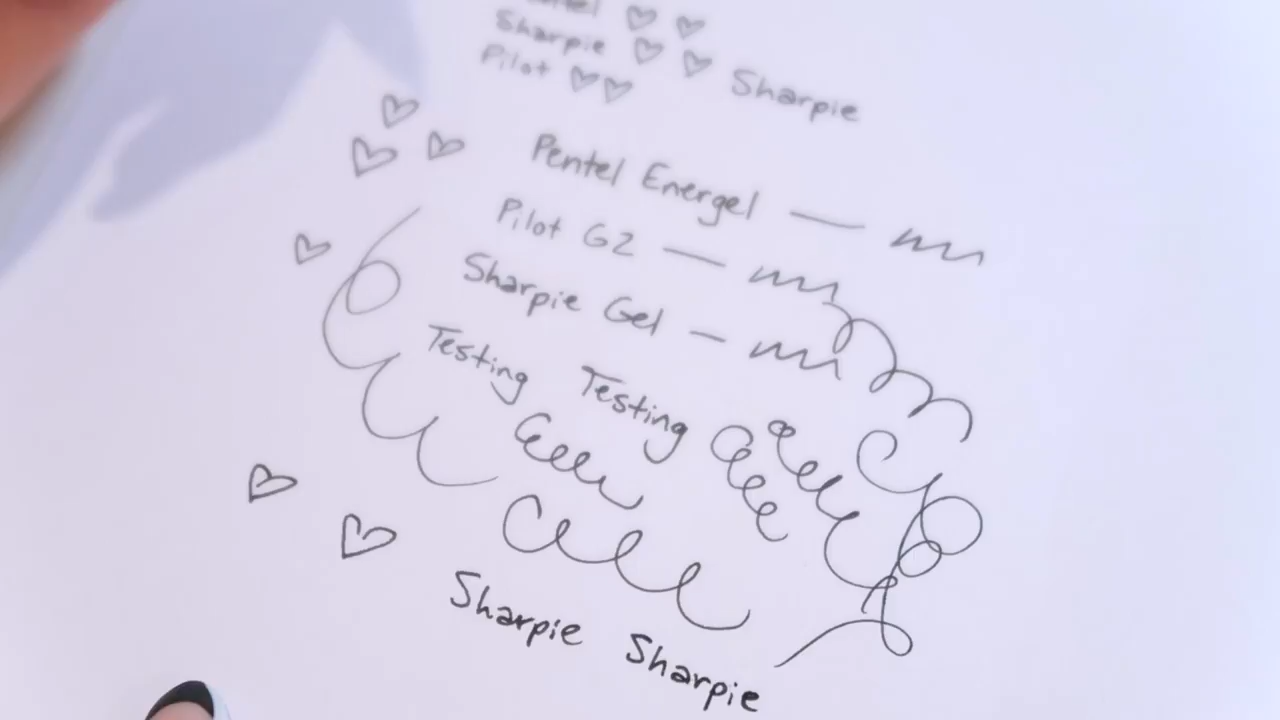 Sharpie
Pilot
Sharpie
Pentel Energel
Pilot G2
Sharpie Gel
Testing Testing
Sharpie Sharpie